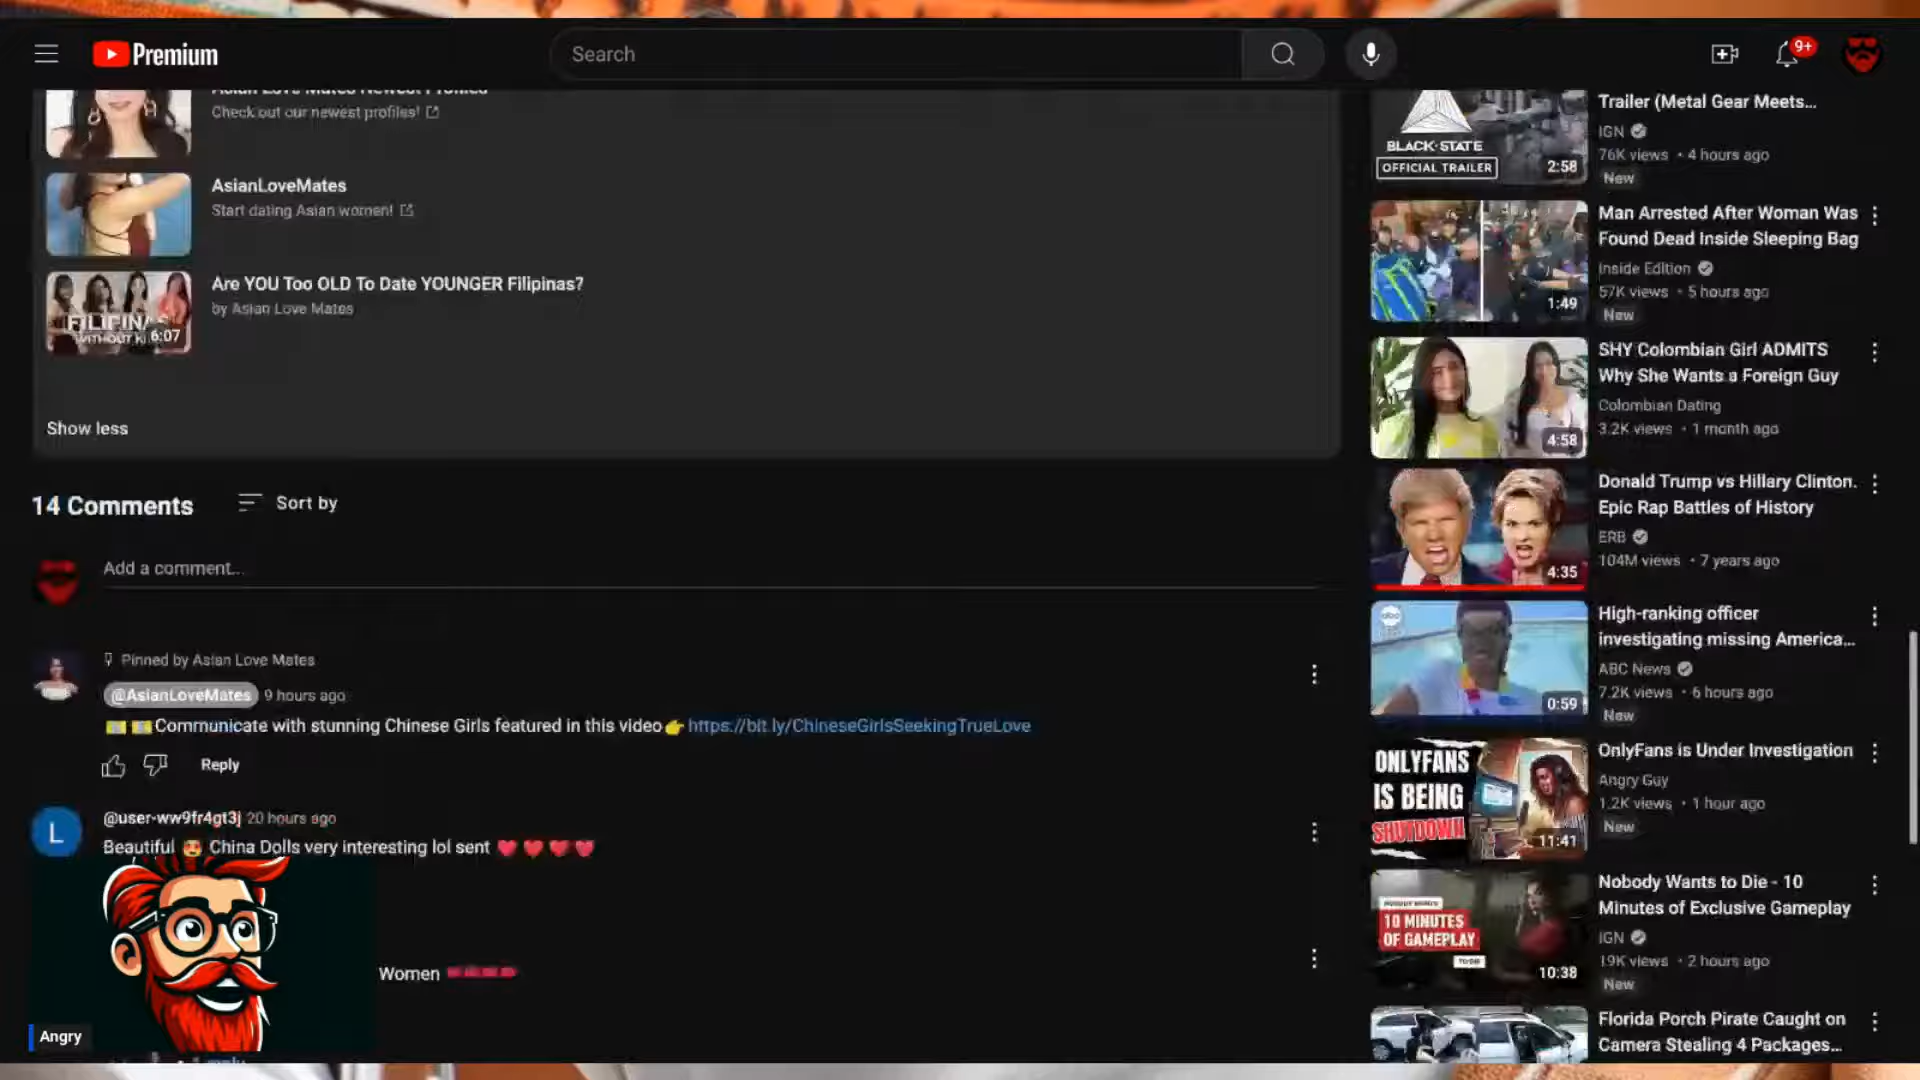 Premium
Search
9+
Asian Love Mates Newest Profiles
Check out our newest profiles!
AsianLoveMates
Start dating Asian women!
FILIPINA
WITHOUT KI
6:07
Are YOU Too OLD To Date YOUNGER Filipinas?
by Asian Love Mates
Show less
14 Comments
Sort by
Add a comment...
Pinned by Asian Love Mates
@AsianLoveMates 9 hours ago
Communicate with stunning Chinese Girls featured in this video https://bit.ly/ChineseGirlsSeekingTrueLove
Reply
L
@user-ww9fr4gt3j 20 hours ago
Beautiful China Dolls very interesting lol sent
Women
Angry
BLACK STATE
OFFICIAL TRAILER
2:58
Trailer (Metal Gear Meets...
IGN
76K views • 4 hours ago
New
1:49
Man Arrested After Woman Was
Found Dead Inside Sleeping Bag
Inside Edition
57K views • 5 hours ago
New
4:58
SHY Colombian Girl ADMITS
Why She Wants a Foreign Guy
Colombian Dating
3.2K views • 1 month ago
4:35
Donald Trump vs Hillary Clinton.
Epic Rap Battles of History
ERB
104M views • 7 years ago
abc
0:59
High-ranking officer
investigating missing America...
ABC News
7.2K views • 6 hours ago
New
ONLYFANS
IS BEING
SHUTDOWN
11:41
OnlyFans is Under Investigation
Angry Guy
1.2K views • 1 hour ago
New
10 MINUTES
OF GAMEPLAY
10:38
Nobody Wants to Die - 10
Minutes of Exclusive Gameplay
IGN
19K views • 2 hours ago
New
Florida Porch Pirate Caught on
Camera Stealing 4 Packages...